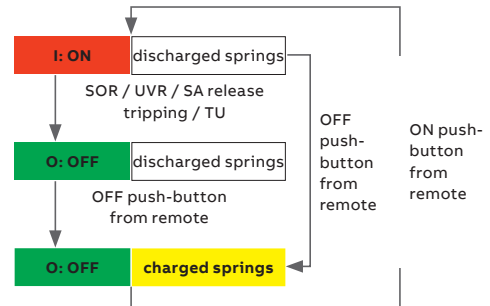 I: ON
discharged springs
SOR / UVR / SA release
tripping / TU
O: OFF
discharged springs
OFF push-button
from remote
O: OFF
charged springs
OFF
push-
button
from
remote
ON push-
button
from
remote